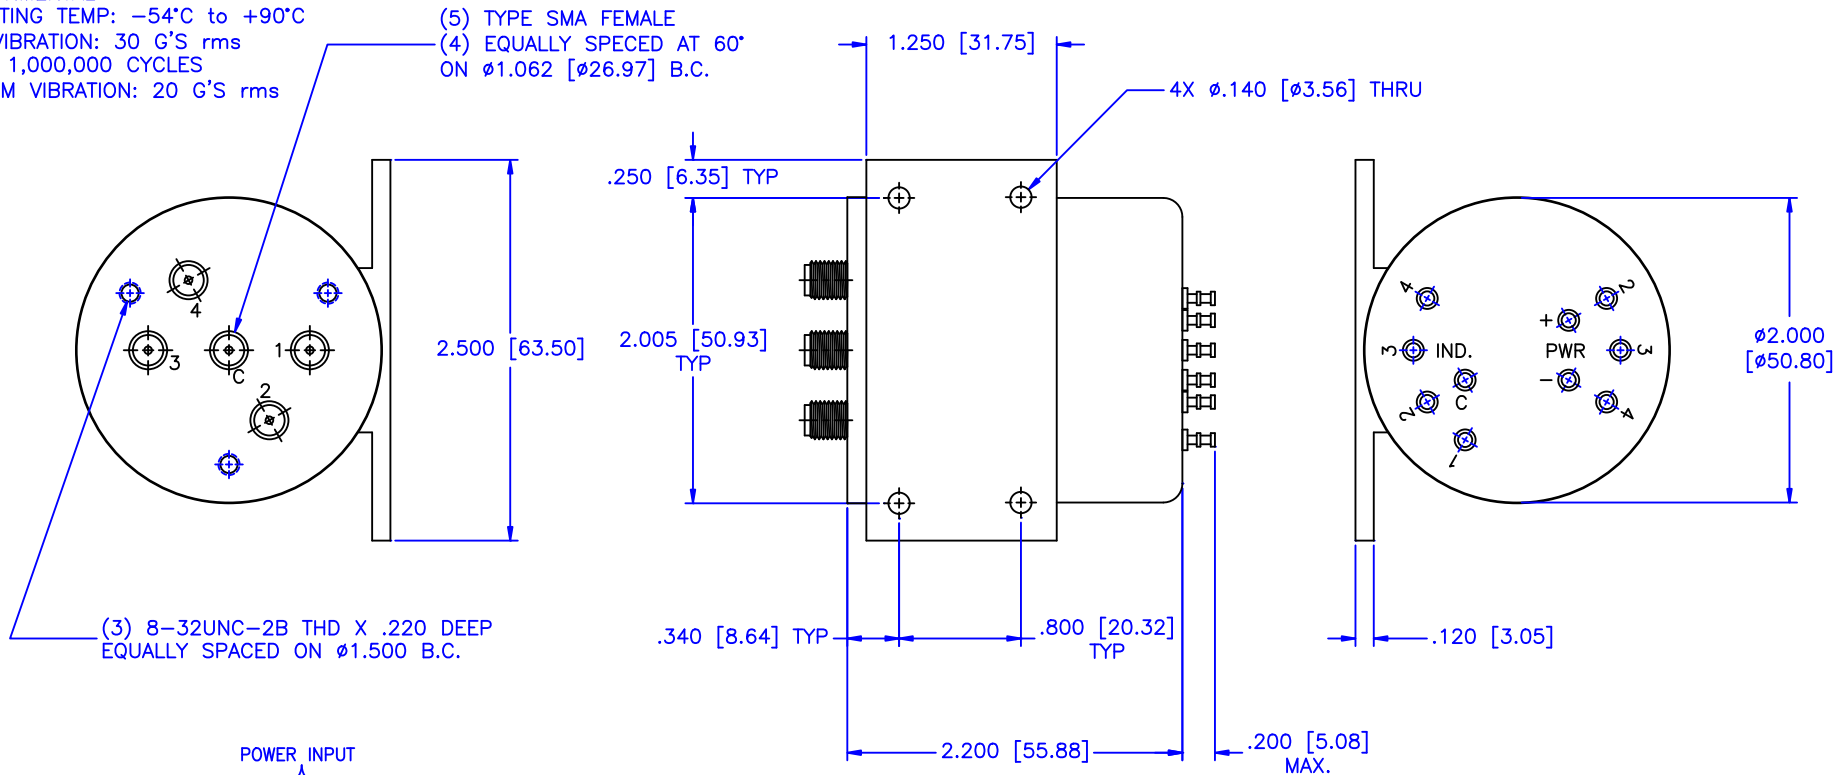 TING TEMP: -54°C to +90°C
VIBRATION: 30 G'S rms
1,000,000 CYCLES
M VIBRATION: 20 G'S rms
(5) TYPE SMA FEMALE
(4) EQUALLY SPECED AT 60°
ON ø1.062 [ø26.97] B.C.
1.250 [31.75]
4X ø.140 [ø3.56] THRU
.250 [6.35] TYP
2.500 [63.50]
2.005 [50.93]
TYP
ø2.000
[ø50.80]
4
3
1
C
2
4
2
+
3
IND.
PWR
3
-
2
C
4
1
(3) 8-32UNC-2B THD X .220 DEEP
EQUALLY SPACED ON ø1.500 B.C.
.340 [8.64] TYP
.800 [20.32]
TYP
.120 [3.05]
2.200 [55.88]
.200 [5.08]
MAX.
POWER INPUT